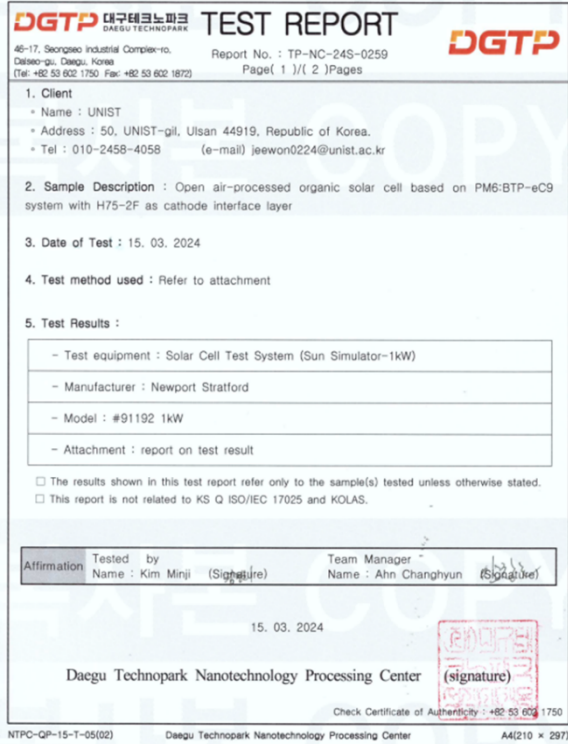 DGTP 대구테크노파크 DAEGU TECHNOPARK
TEST REPORT
DGTP
46-17, Seongseo Industrial Complex-ro,
Dalseo-gu, Daegu, Korea
(Tel: +82 53 602 1750 Fax: +82 53 602 1872)
Report No. : TP-NC-24S-0259
Page( 1 )/( 2 )Pages
1. Client
◦ Name : UNIST
◦ Address : 50, UNIST-gil, Ulsan 44919, Republic of Korea.
◦ Tel : 010-2458-4058 (e-mail) jeewon0224@unist.ac.kr
2. Sample Description : Open air-processed organic solar cell based on PM6:BTP-eC9
system with H75-2F as cathode interface layer
3. Date of Test : 15. 03. 2024
4. Test method used : Refer to attachment
5. Test Results :
- Test equipment : Solar Cell Test System (Sun Simulator-1kW)
- Manufacturer : Newport Stratford
- Model : #91192 1kW
- Attachment : report on test result
□ The results shown in this test report refer only to the sample(s) tested unless otherwise stated.
□ This report is not related to KS Q ISO/IEC 17025 and KOLAS.
Affirmation
Tested by
Name : Kim Minji (Signature)
Team Manager
Name : Ahn Changhyun (Signature)
15. 03. 2024
Daegu Technopark Nanotechnology Processing Center (signature)
Check Certificate of Authenticity : +82 53 602 1750
NTPC-QP-15-T-05(02) Daegu Technopark Nanotechnology Processing Center A4(210 × 297)
COPY
COPY